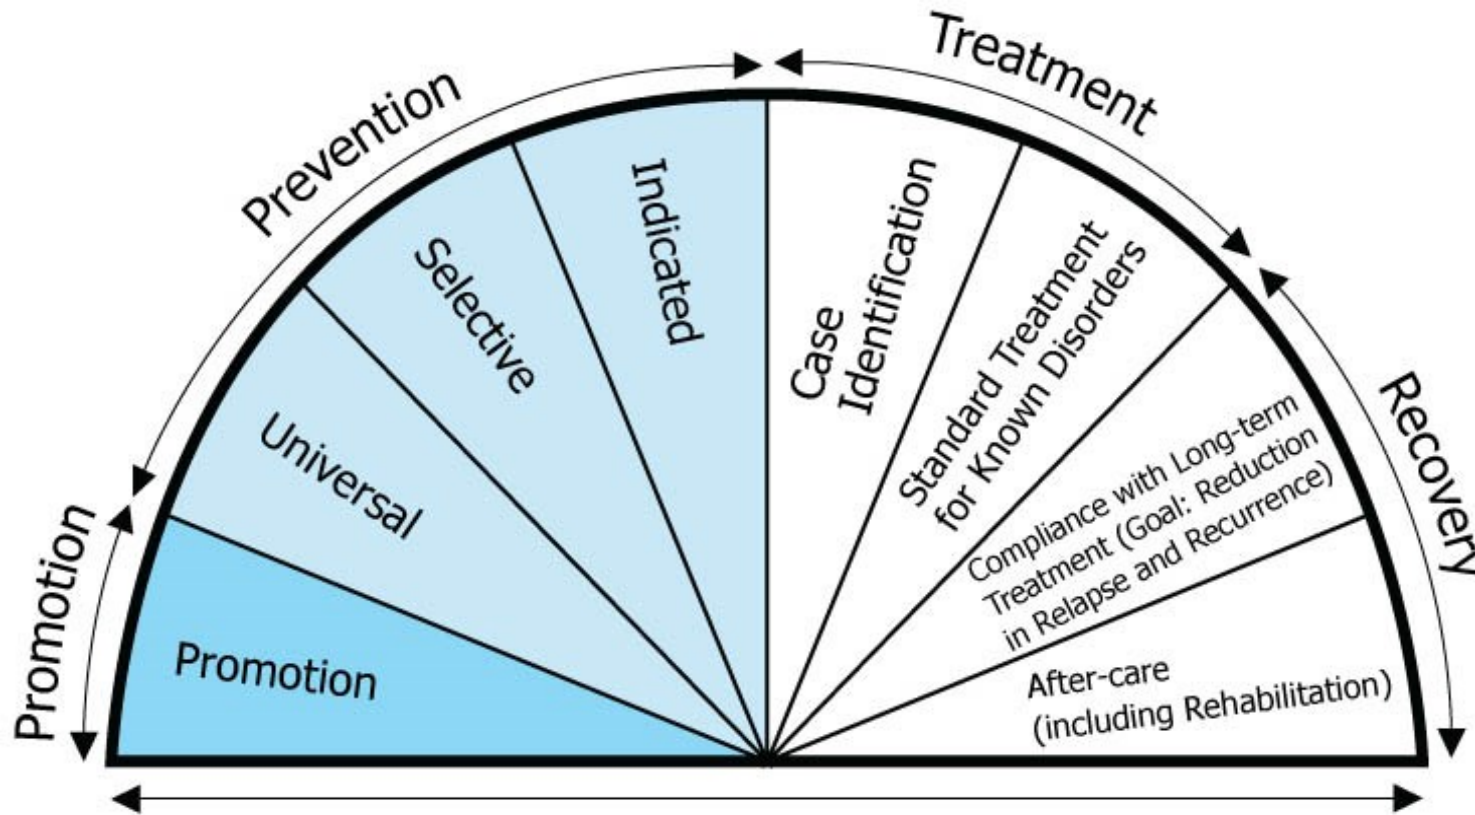 Promotion
Prevention
Treatment
Recovery
Promotion
Universal
Selective
Indicated
Case
Identification
Standard Treatment
for Known Disorders
Compliance with Long-term
Treatment (Goal: Reduction
in Relapse and Recurrence)
After-care
(including Rehabilitation)